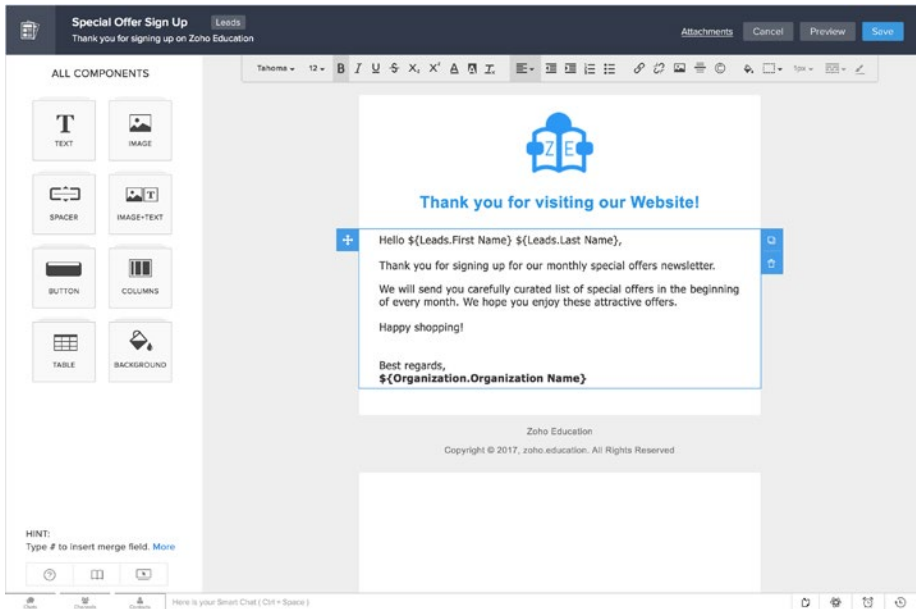 Special Offer Sign Up Leads
Thank you for signing up on Zoho Education
Attachments Cancel Preview Save
ALL COMPONENTS
Tahoma 12 B I U S X, X' A A I 1px
T
TEXT IMAGE
SPACER IMAGE+TEXT
BUTTON COLUMNS
TABLE BACKGROUND
Z E
Thank you for visiting our Website!
Hello ${Leads.First Name} ${Leads.Last Name},
Thank you for signing up for our monthly special offers newsletter.
We will send you carefully curated list of special offers in the beginning
of every month. We hope you enjoy these attractive offers.
Happy shopping!
Best regards,
${Organization.Organization Name}
Zoho Education
Copyright © 2017, zoho.education. All Rights Reserved
HINT:
Type # to insert merge field. More
Chats Channels Contacts Here is your Smart Chat ( Ctrl + Space )